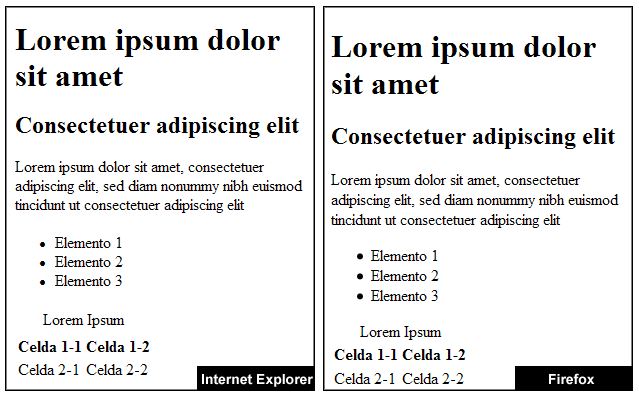 Lorem ipsum dolor
sit amet
Consectetuer adipiscing elit
Lorem ipsum dolor sit amet, consectetuer
adipiscing elit, sed diam nonummy nibh euismod
tincidunt ut consectetuer adipiscing elit
• Elemento 1
• Elemento 2
• Elemento 3
Lorem Ipsum
Celda 1-1 Celda 1-2
Celda 2-1 Celda 2-2
Internet Explorer
Lorem ipsum dolor
sit amet
Consectetuer adipiscing elit
Lorem ipsum dolor sit amet, consectetuer
adipiscing elit, sed diam nonummy nibh euismod
tincidunt ut consectetuer adipiscing elit
• Elemento 1
• Elemento 2
• Elemento 3
Lorem Ipsum
Celda 1-1 Celda 1-2
Celda 2-1 Celda 2-2
Firefox